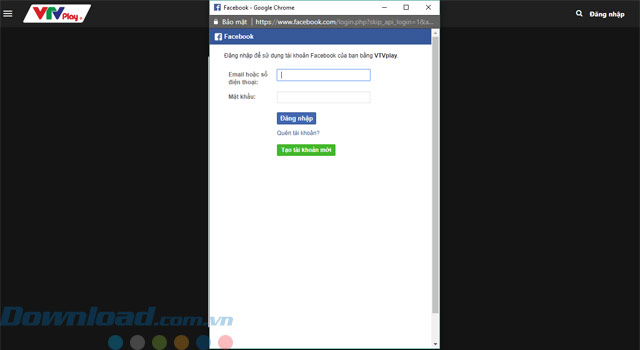 Facebook - Google Chrome
VTV Play
Bảo mật | https://www.facebook.com/login.php?skip_api_login=1&a...
Đăng nhập
Facebook
Đăng nhập để sử dụng tài khoản Facebook của bạn bằng VTVplay.
Email hoặc số
điện thoại:
Mật khẩu:
Đăng nhập
Quên tài khoản?
Tạo tài khoản mới
Download.com.vn